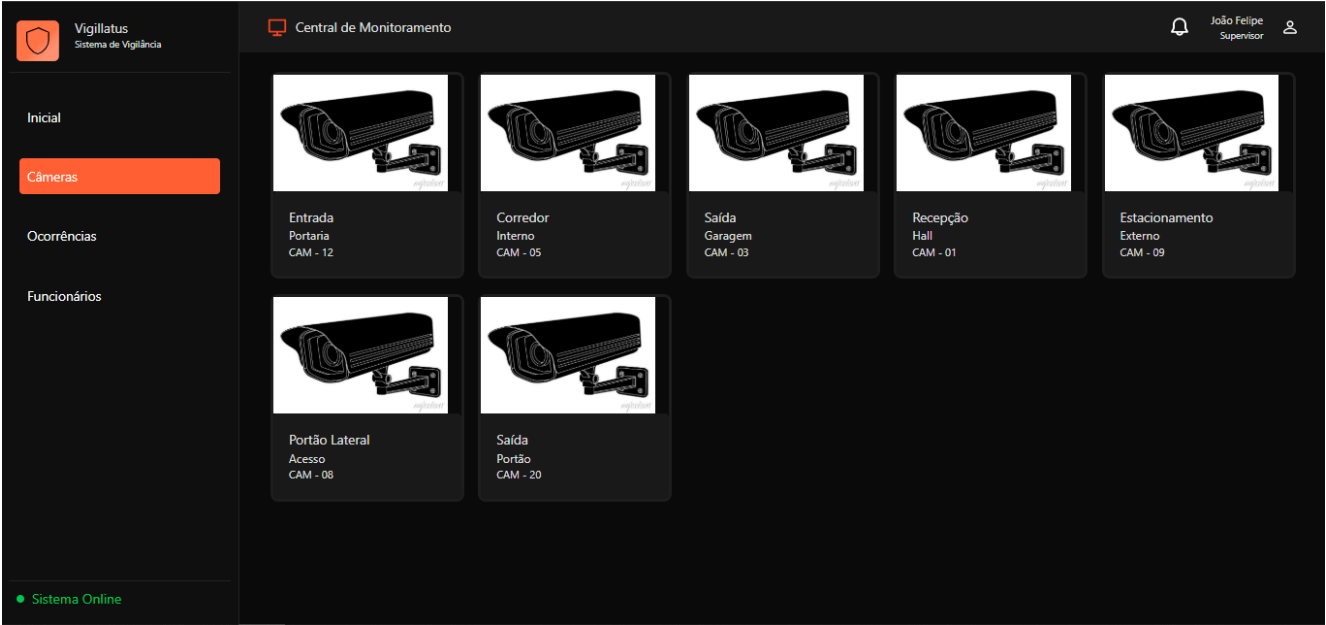 Vigillatus
Sistema de Vigilância
Inicial
Câmeras
Ocorrências
Funcionários
Sistema Online
Central de Monitoramento
João Felipe
Supervisor
Entrada
Portaria
CAM - 12
Corredor
Interno
CAM - 05
Saída
Garagem
CAM - 03
Recepção
Hall
CAM - 01
Estacionamento
Externo
CAM - 09
Portão Lateral
Acesso
CAM - 08
Saída
Portão
CAM - 20